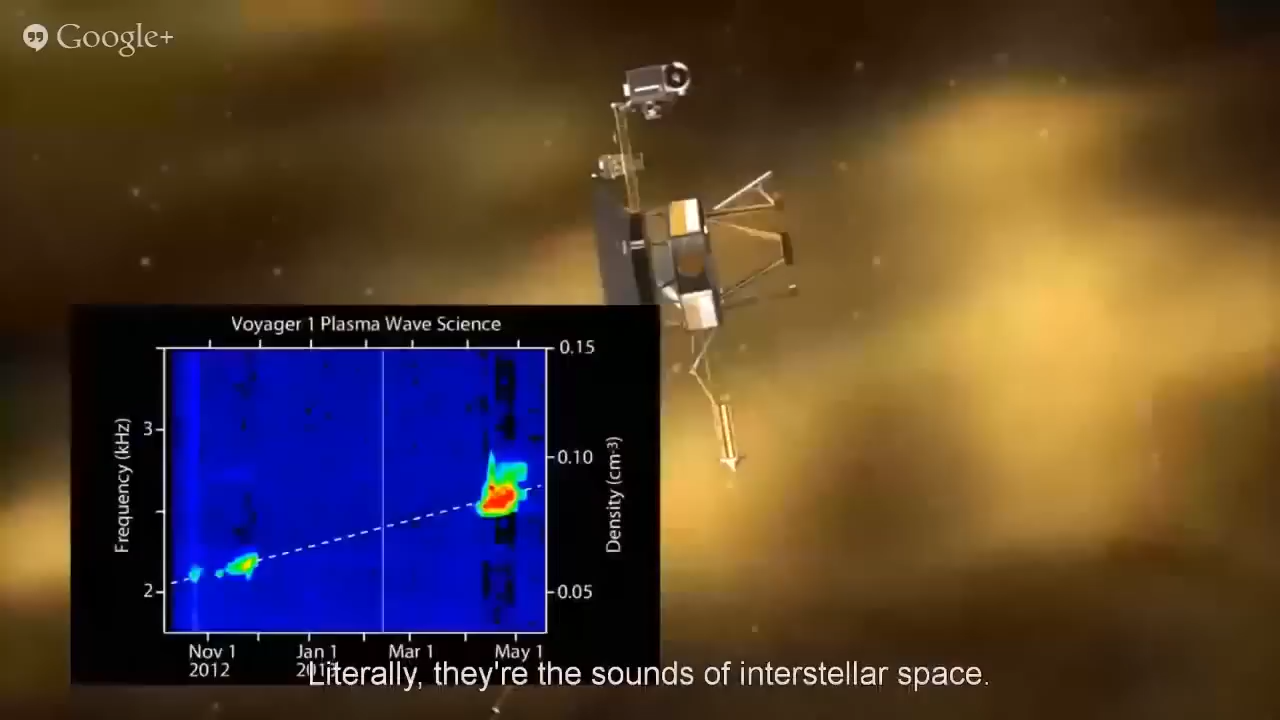 Google+
Voyager 1 Plasma Wave Science
0.15
3
0.10
Frequency (kHz)
Density (cm-3)
2
0.05
Nov 1
2012
Jan 1
Mar 1
May 1
Literally, they're the sounds of interstellar space.